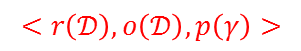 < 𝑟(𝒟), 𝑜(𝒟), 𝑝(𝛾) >